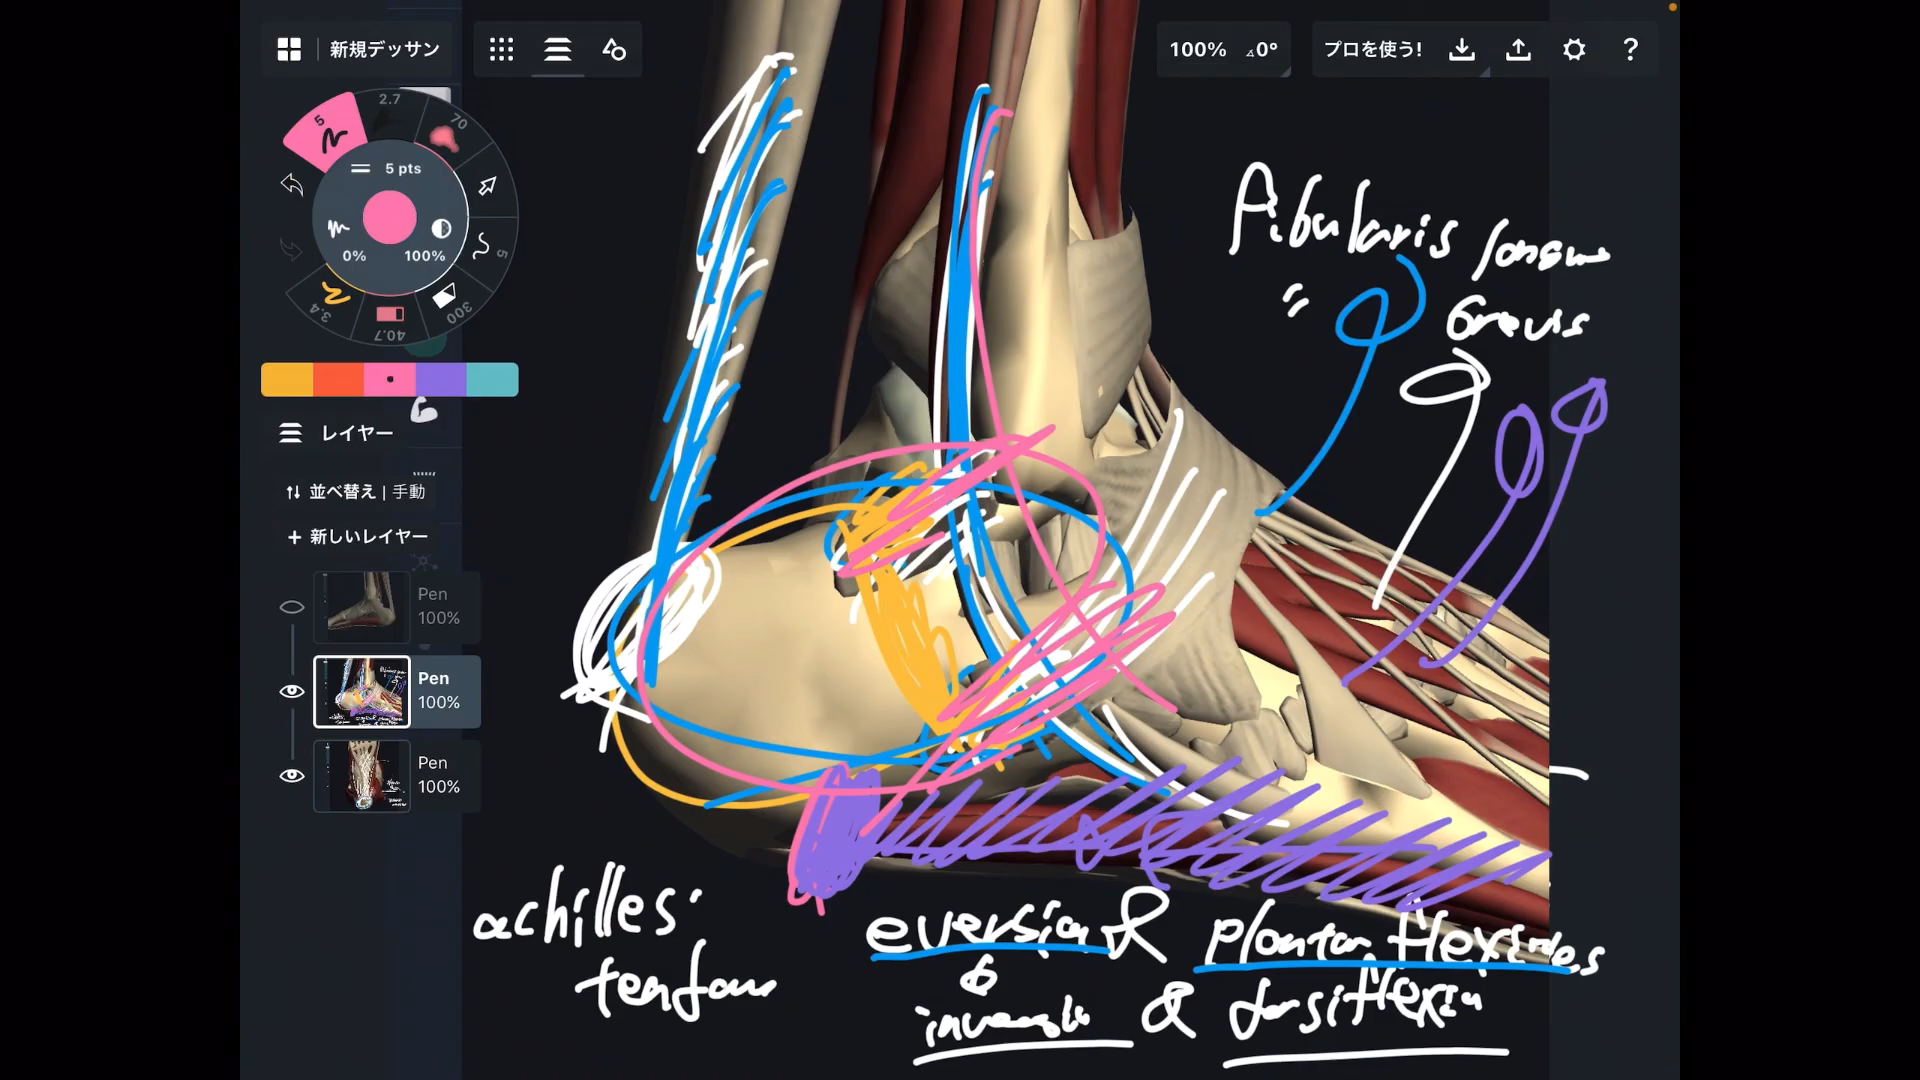 新規デッサン
100% ⊿0° プロを使う! ?
2.7
5
70
5 pts
0% 100%
5
3.4
40.7
300
レイヤー
並べ替え | 手動
+ 新しいレイヤー
Pen
100%
Pen
100%
Pen
100%
Fibularis longus
〃 brevis
achilles
tendon
eversion & plantar flexion
&
& dorsiflexion